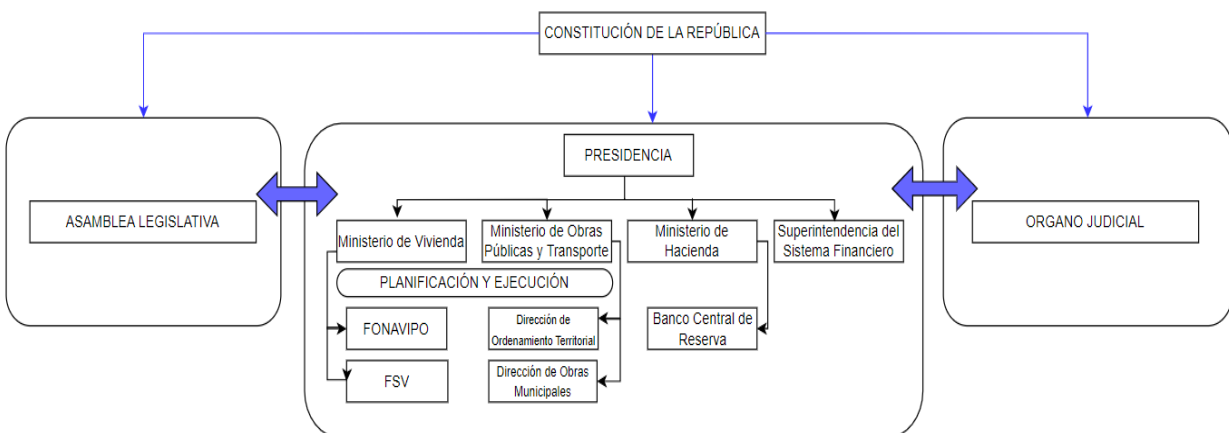 CONSTITUCIÓN DE LA REPÚBLICA
PRESIDENCIA
ASAMBLEA LEGISLATIVA
ORGANO JUDICIAL
Ministerio de Vivienda
Ministerio de Obras
Públicas y Transporte
Ministerio de
Hacienda
Superintendencia del
Sistema Financiero
PLANIFICACIÓN Y EJECUCIÓN
FONAVIPO
Dirección de
Ordenamiento Territorial
Banco Central de
Reserva
FSV
Dirección de Obras
Municipales